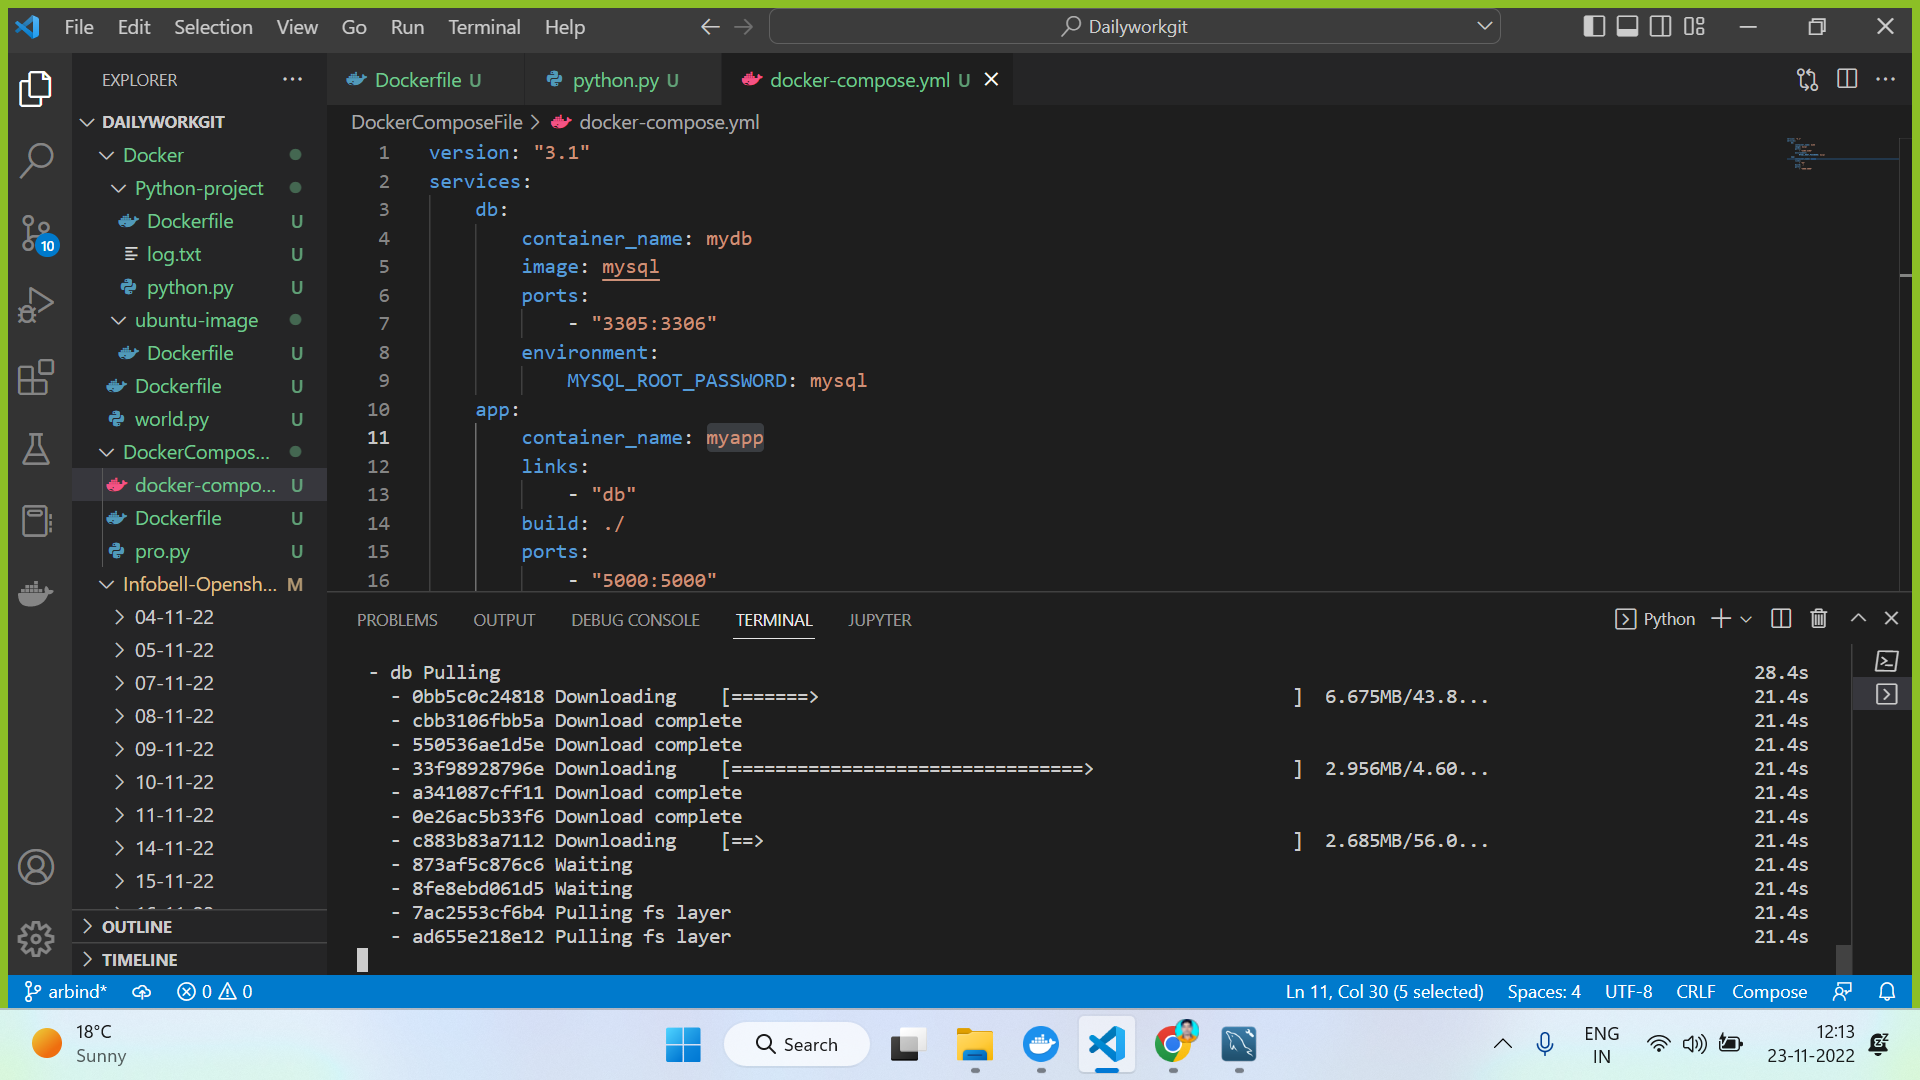 File Edit Selection View Go Run Terminal Help
Dailyworkgit
EXPLORER
DAILYWORKGIT
Docker
Python-project
Dockerfile U
log.txt U
python.py U
ubuntu-image
Dockerfile U
Dockerfile U
world.py U
DockerCompos...
docker-compo... U
Dockerfile U
pro.py U
Infobell-Opensh... M
04-11-22
05-11-22
07-11-22
08-11-22
09-11-22
10-11-22
11-11-22
14-11-22
15-11-22
OUTLINE
TIMELINE
10
Dockerfile U python.py U docker-compose.yml U
DockerComposeFile > docker-compose.yml
1 version: "3.1"
2 services:
3 db:
4 container_name: mydb
5 image: mysql
6 ports:
7 - "3305:3306"
8 environment:
9 MYSQL_ROOT_PASSWORD: mysql
10 app:
11 container_name: myapp
12 links:
13 - "db"
14 build: ./
15 ports:
16 - "5000:5000"
PROBLEMS OUTPUT DEBUG CONSOLE TERMINAL JUPYTER
Python
- db Pulling 28.4s
- 0bb5c0c24818 Downloading [=======> ] 6.675MB/43.8... 21.4s
- cbb3106fbb5a Download complete 21.4s
- 550536ae1d5e Download complete 21.4s
- 33f98928796e Downloading [================================> ] 2.956MB/4.60... 21.4s
- a341087cff11 Download complete 21.4s
- 0e26ac5b33f6 Download complete 21.4s
- c883b83a7112 Downloading [==> ] 2.685MB/56.0... 21.4s
- 873af5c876c6 Waiting 21.4s
- 8fe8ebd061d5 Waiting 21.4s
- 7ac2553cf6b4 Pulling fs layer 21.4s
- ad655e218e12 Pulling fs layer 21.4s
arbind* 0 0 Ln 11, Col 30 (5 selected) Spaces: 4 UTF-8 CRLF Compose
18°C
Sunny
Search
ENG
IN
12:13
23-11-2022